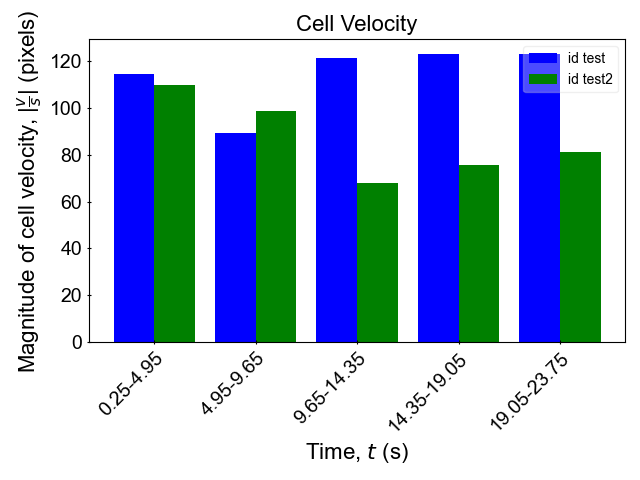 Cell Velocity
Magnitude of cell velocity, |v/s| (pixels)
120
100
80
60
40
20
0
id test
id test2
0.25-4.95
4.95-9.65
9.65-14.35
14.35-19.05
19.05-23.75
Time, t (s)